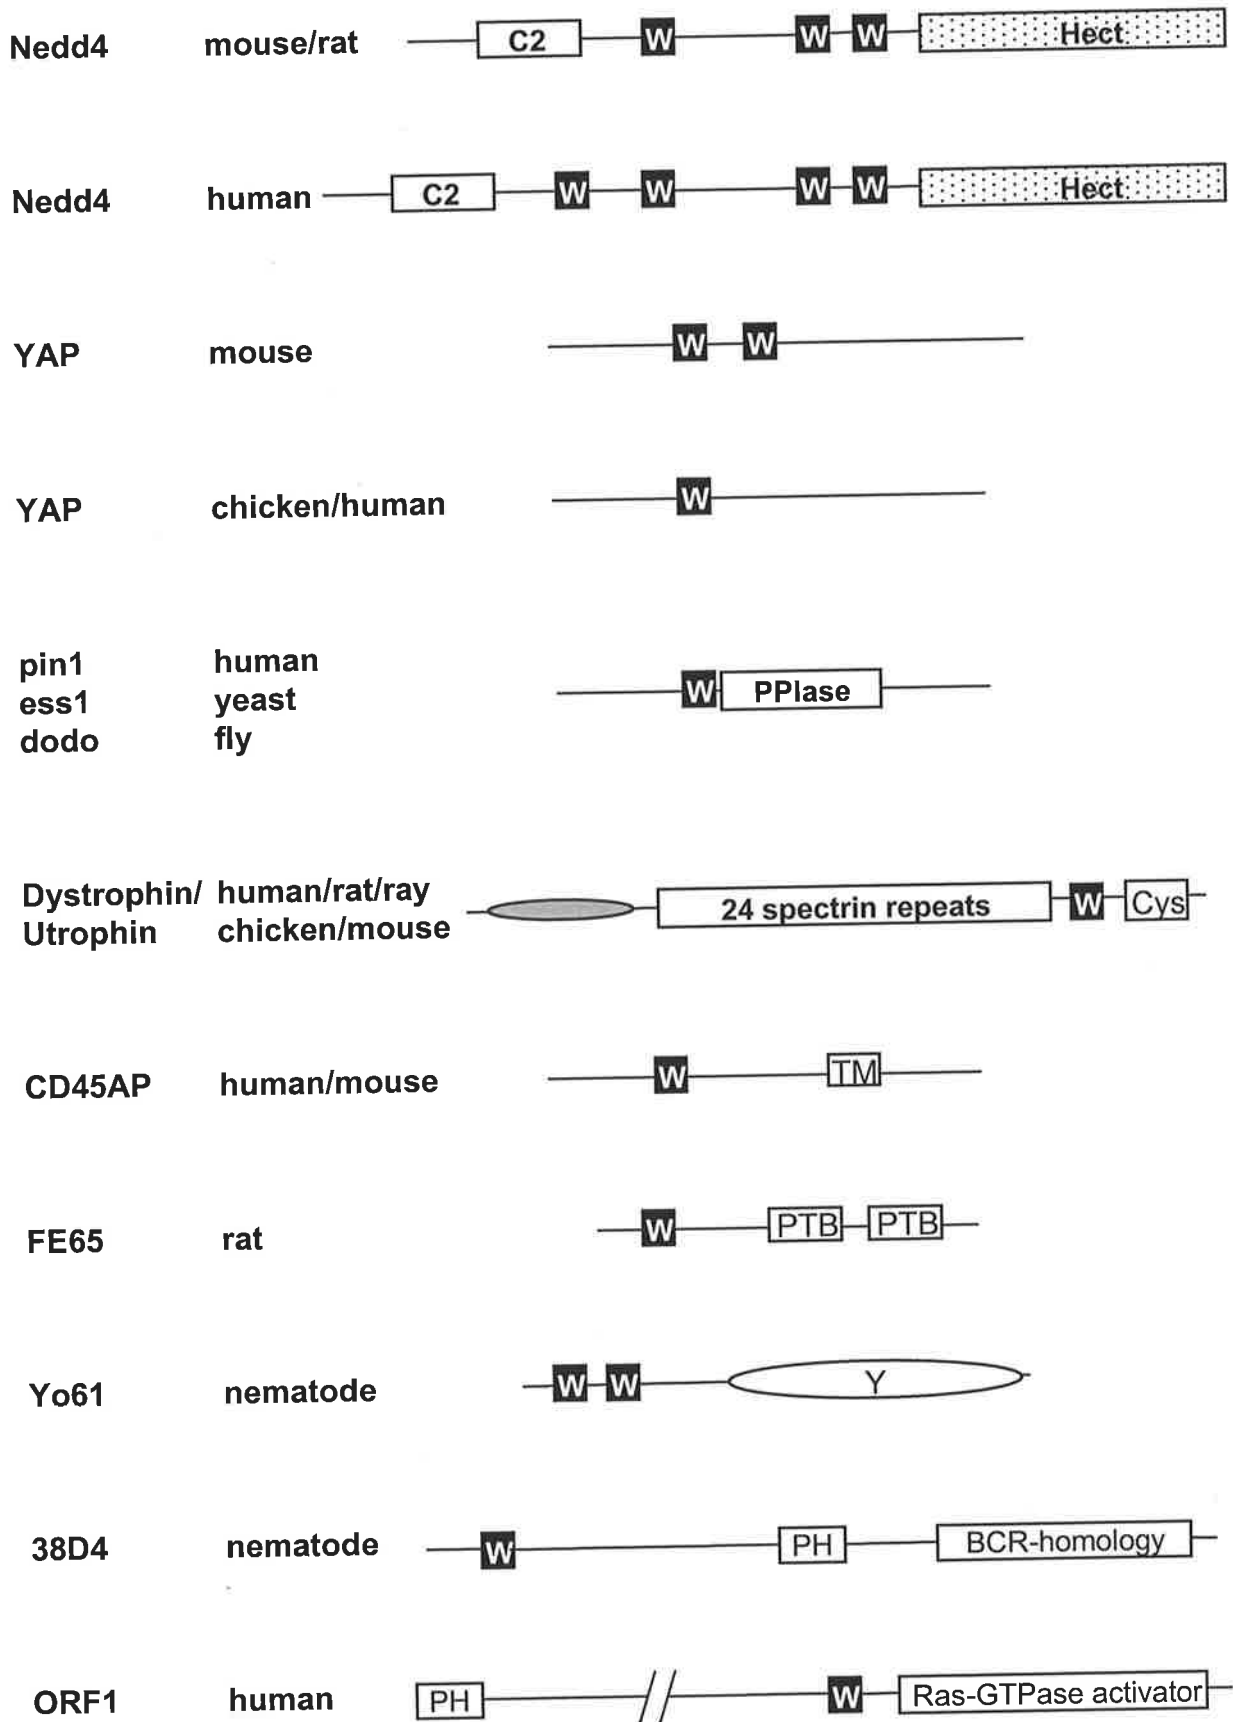 Nedd4 mouse/rat C2 W W W Hect
Nedd4 human C2 W W W W Hect
YAP mouse W W
YAP chicken/human W
pin1 human
ess1 yeast W PPIase
dodo fly
Dystrophin/ human/rat/ray 24 spectrin repeats W Cys
Utrophin chicken/mouse
CD45AP human/mouse W TM
FE65 rat W PTB PTB
Yo61 nematode W W Y
38D4 nematode W PH BCR-homology
ORF1 human PH W Ras-GTPase activator